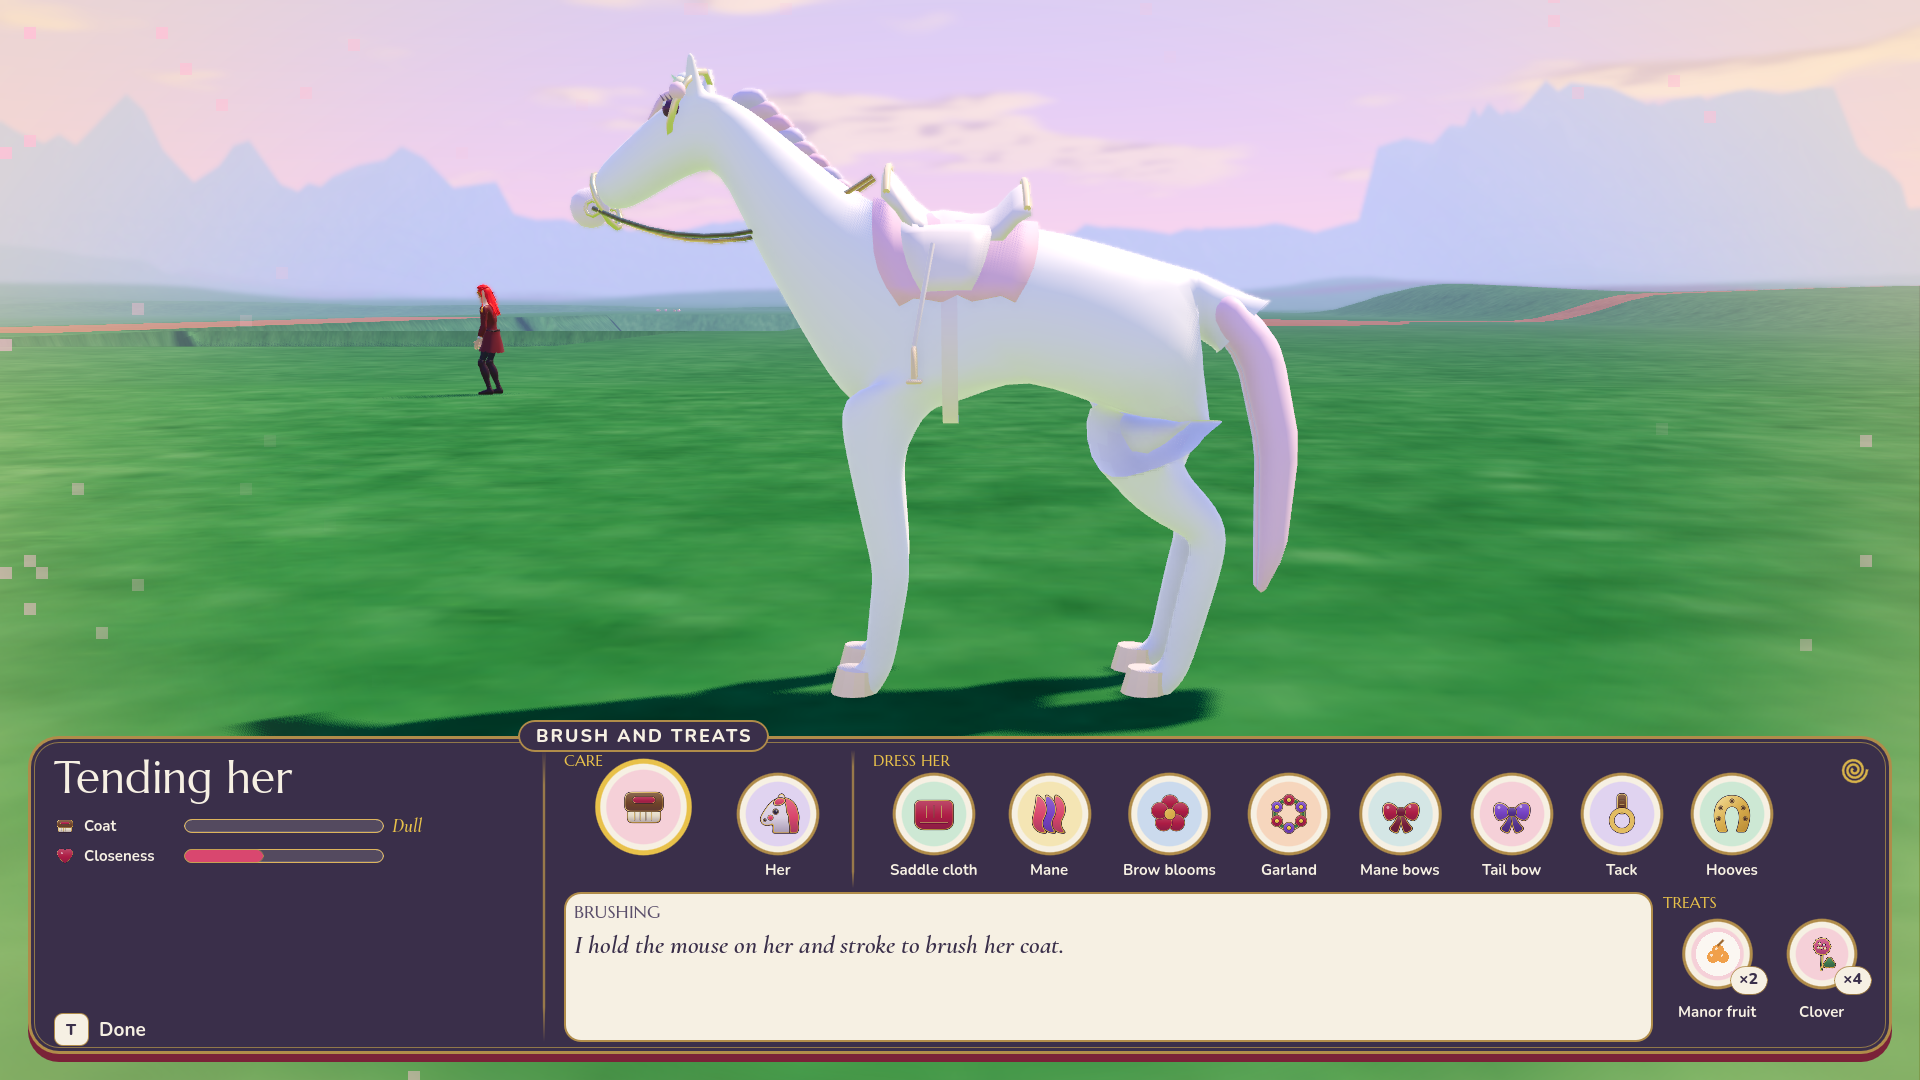 BRUSH AND TREATS
Tending her
Coat Dull
Closeness
T Done
CARE
Her
DRESS HER
Saddle cloth
Mane
Brow blooms
Garland
Mane bows
Tail bow
Tack
Hooves
BRUSHING
I hold the mouse on her and stroke to brush her coat.
TREATS
×2
Manor fruit
×4
Clover